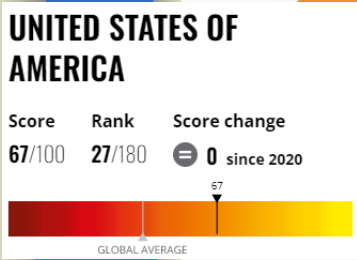 UNITED STATES OF
AMERICA
Score Rank Score change
67/100 27/180 = 0 since 2020
67
GLOBAL AVERAGE